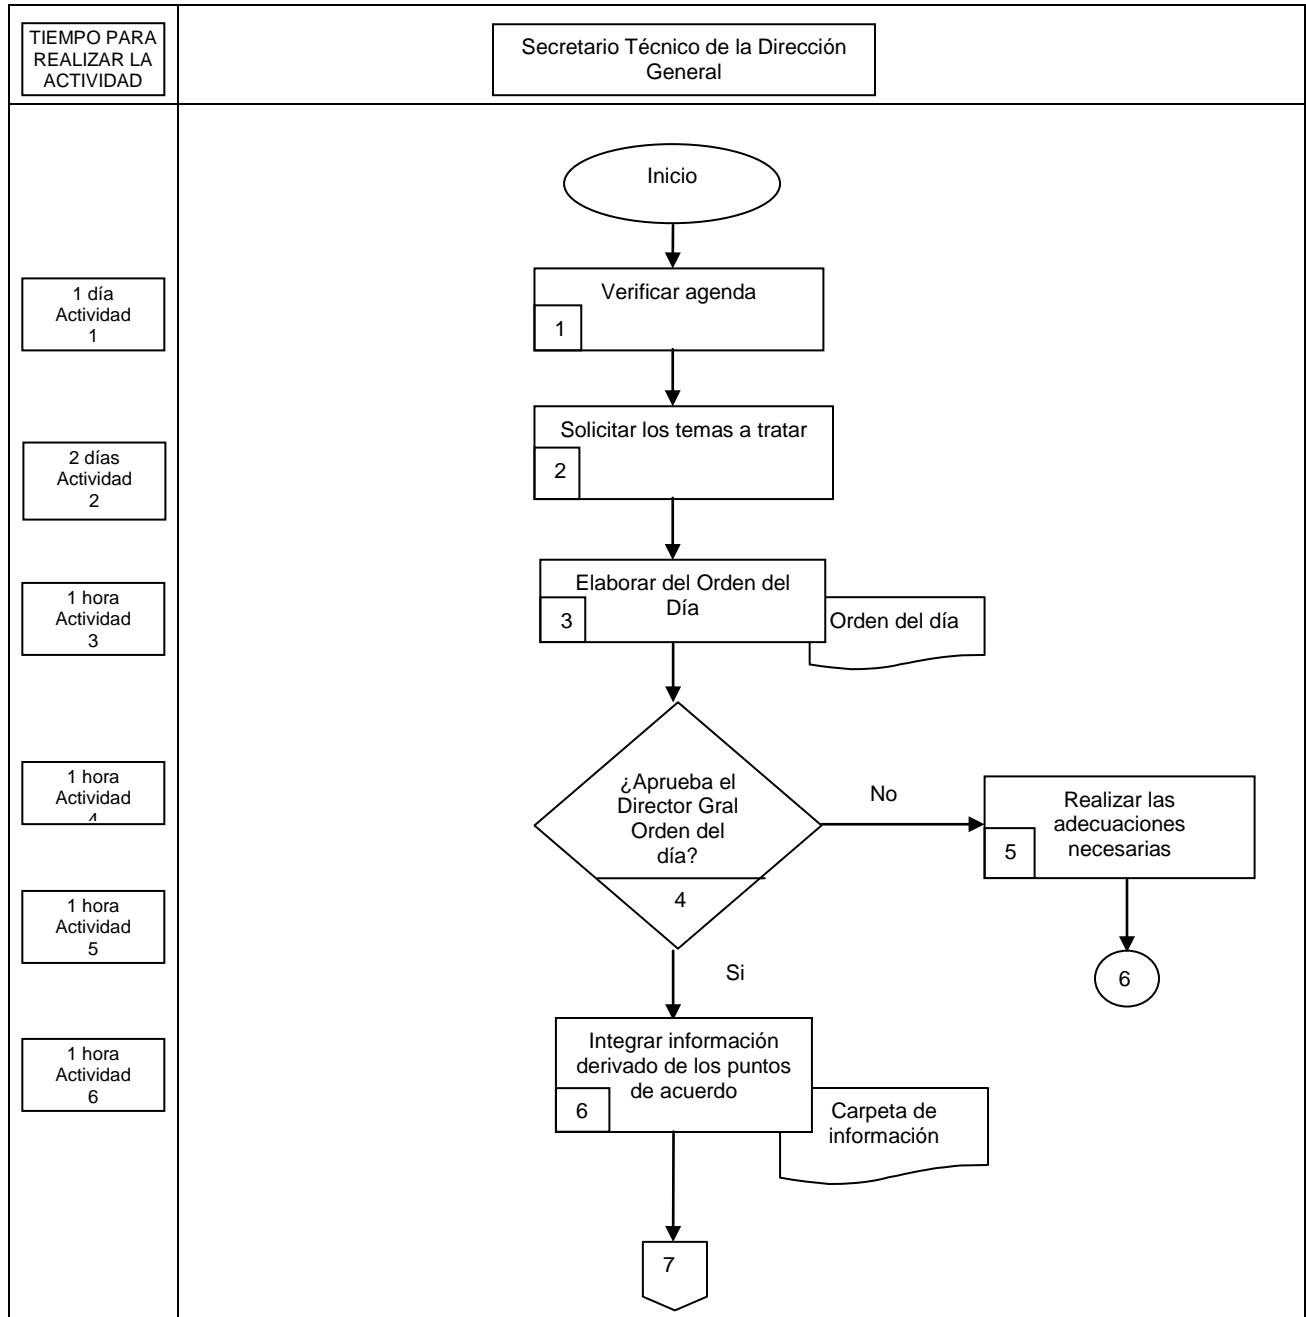 TIEMPO PARA
REALIZAR LA
ACTIVIDAD
Secretario Técnico de la Dirección
General
Inicio
1 día
Actividad
1
Verificar agenda
1
2 días
Actividad
2
Solicitar los temas a tratar
2
1 hora
Actividad
3
Elaborar del Orden del
Día
3
Orden del día
1 hora
Actividad
4
¿Aprueba el
Director Gral
Orden del
día?
4
No
Realizar las
adecuaciones
necesarias
5
1 hora
Actividad
5
Si
6
1 hora
Actividad
6
Integrar información
derivado de los puntos
de acuerdo
6
Carpeta de
información
7